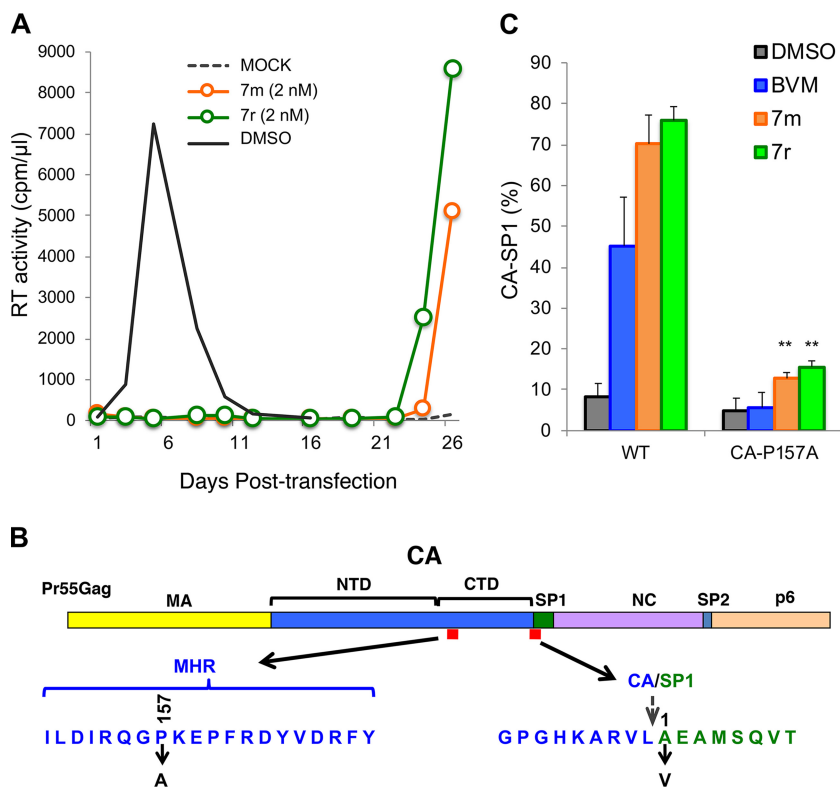 A
RT activity (cpm/µl)
9000
8000
7000
6000
5000
4000
3000
2000
1000
0
1 6 11 16 21 26
Days Post-transfection
MOCK
7m (2 nM)
7r (2 nM)
DMSO
C
CA-SP1 (%)
90
80
70
60
50
40
30
20
10
0
DMSO
BVM
7m
7r
** **
WT CA-P157A
B
CA
Pr55Gag MA NTD CTD SP1 NC SP2 p6
MHR
157
ILDIRQGPKEPFRDYVDRFY
A
CA/SP1
1
GPGHKARVLAEAMSQVT
V